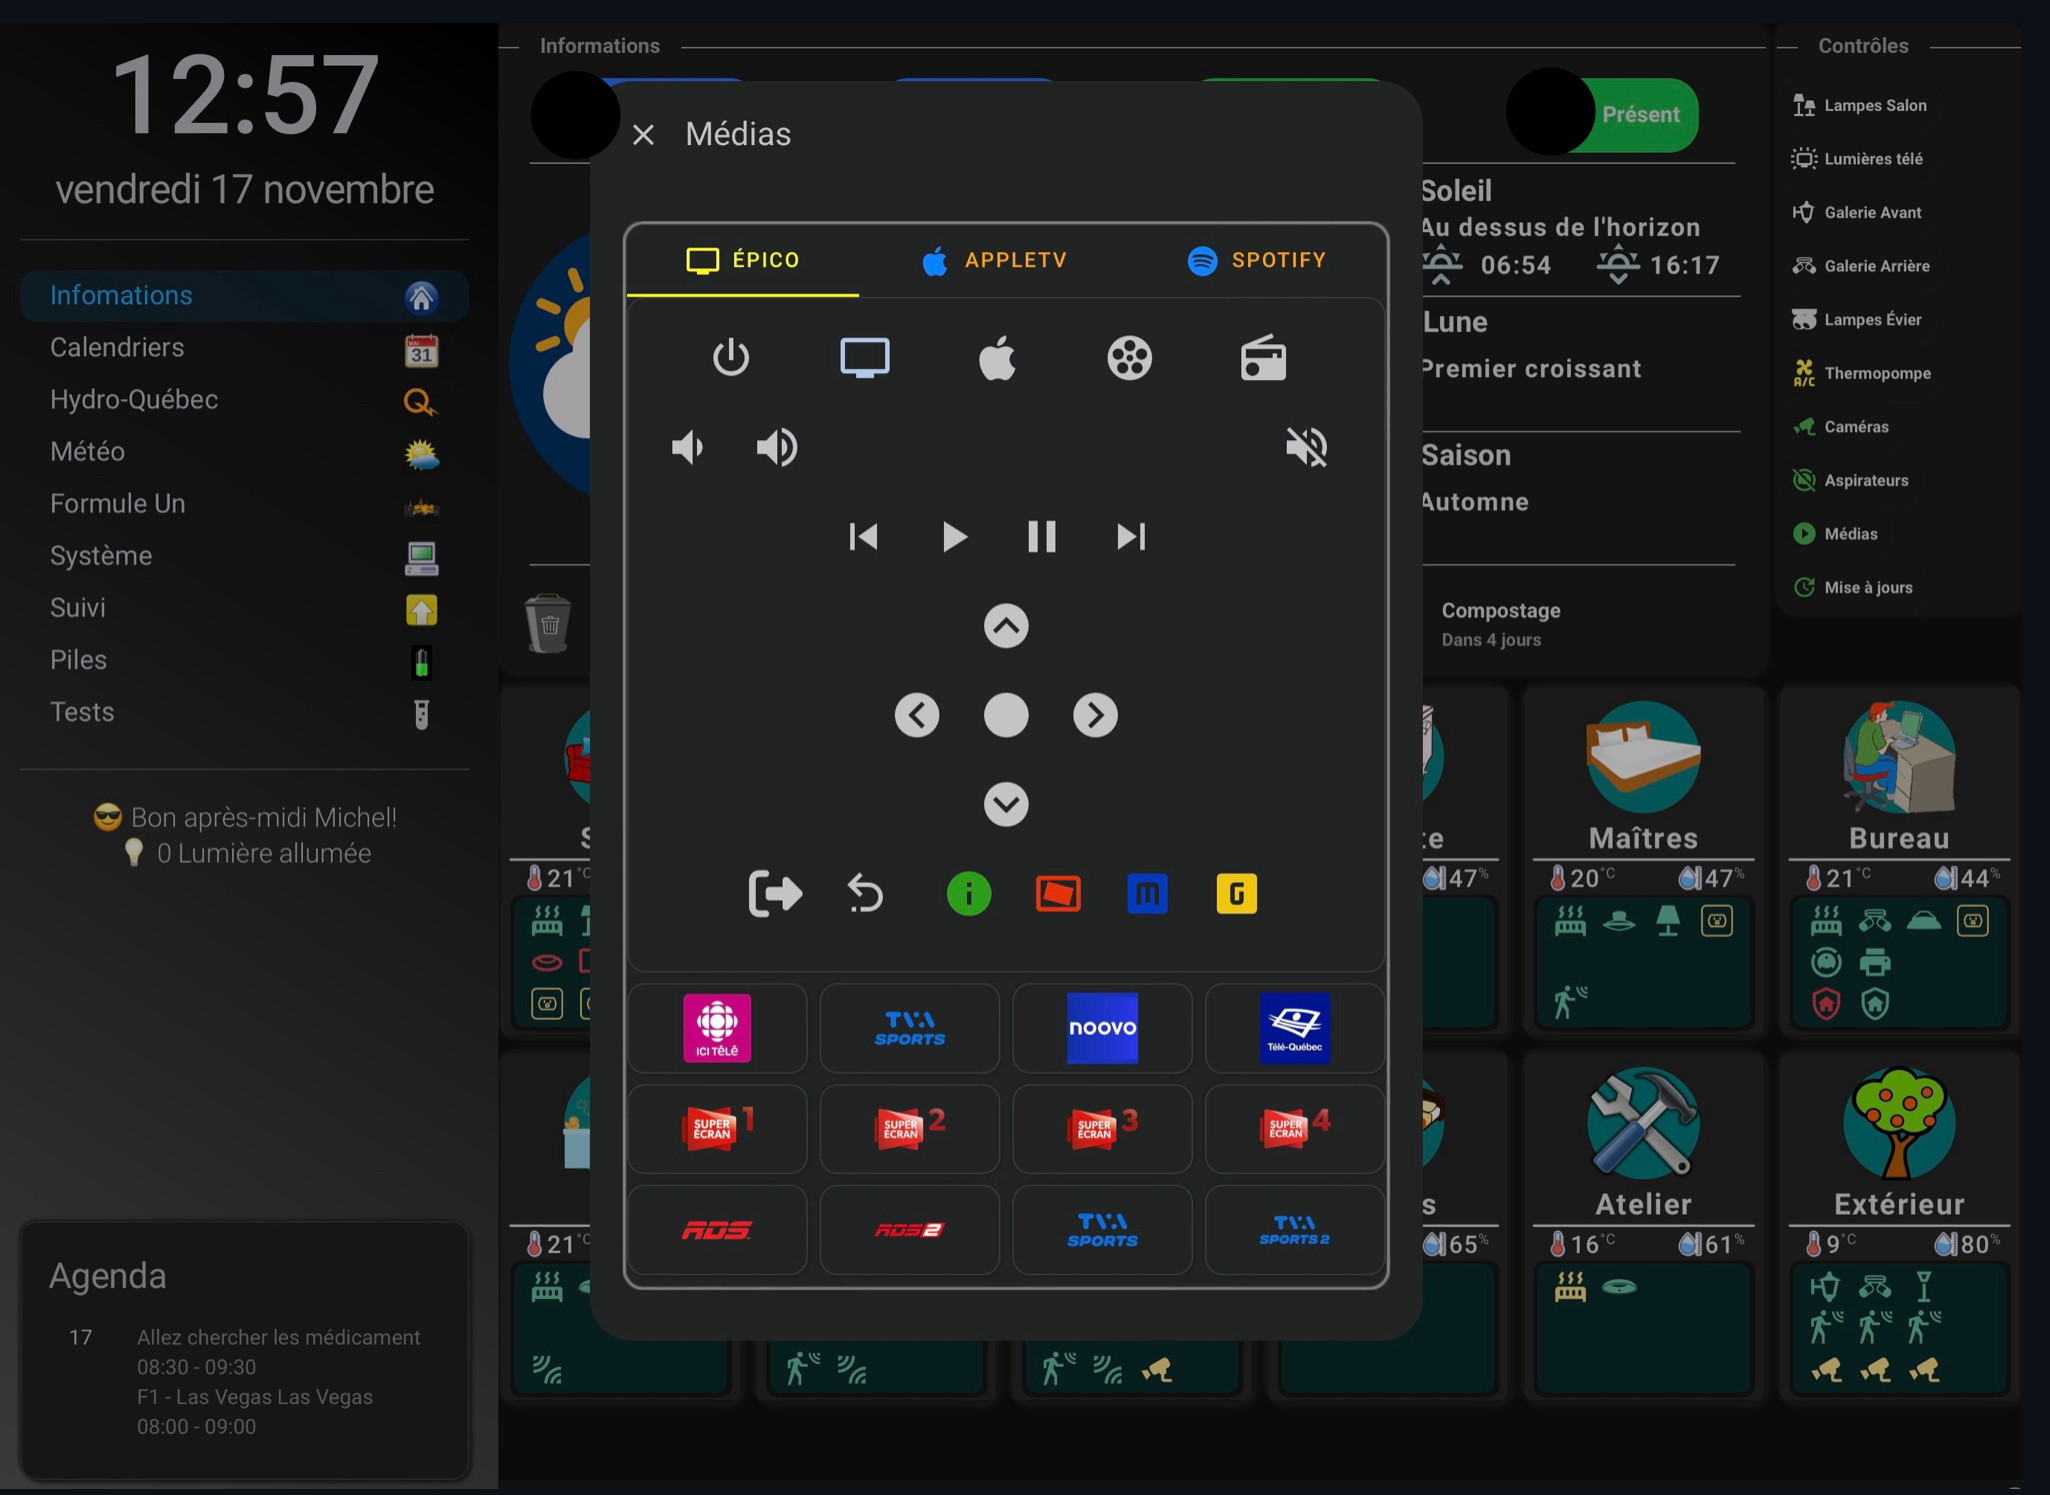 12:57
vendredi 17 novembre
Infomations
Calendriers
MAI
31
Hydro-Québec
Météo
Formule Un
Système
Suivi
Piles
Tests
Bon après-midi Michel!
0 Lumière allumée
Agenda
17
Allez chercher les médicament
08:30 - 09:30
F1 - Las Vegas Las Vegas
08:00 - 09:00
Informations
Médias
ÉPICO
APPLETV
SPOTIFY
i
m
G
ICI TÉLÉ
TVA
SPORTS
noovo
Télé-Québec
SUPER
ÉCRAN
1
SUPER
ÉCRAN
2
SUPER
ÉCRAN
3
SUPER
ÉCRAN
4
RDS
RDS2
TVA
SPORTS
TVA
SPORTS 2
Présent
Soleil
Au dessus de l'horizon
06:54
16:17
Lune
Premier croissant
Saison
Automne
Compostage
Dans 4 jours
Contrôles
Lampes Salon
Lumières télé
Galerie Avant
Galerie Arrière
Lampes Évier
A/C
Thermopompe
Caméras
Aspirateurs
Médias
Mise à jours
S
21°C
te
47%
Maîtres
20°C
47%
Bureau
21°C
44%
21°C
s
65%
Atelier
16°C
61%
Extérieur
9°C
80%